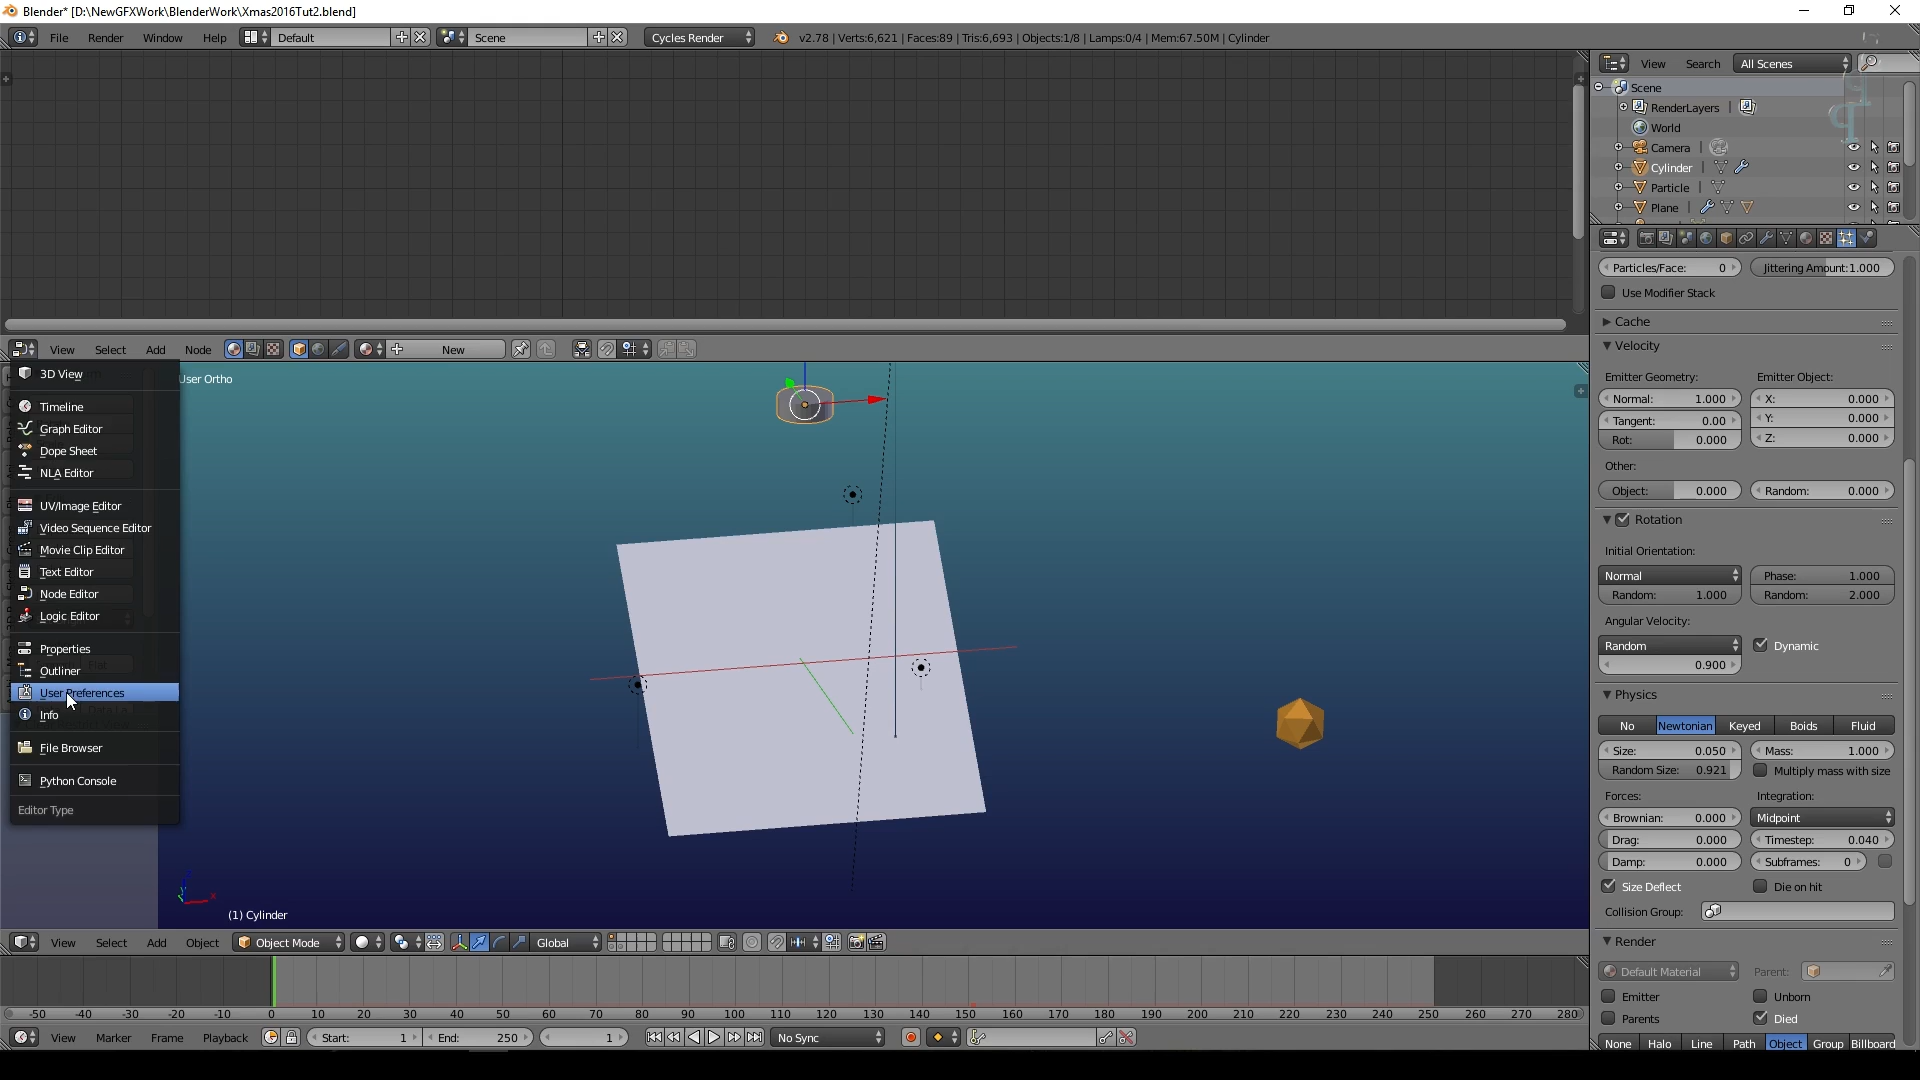 Blender* [D:\NewGFXWork\BlenderWork\Xmas2016Tut2.blend]
File Render Window Help Default Scene Cycles Render v2.78 | Verts:6,621 | Faces:89 | Tris:6,693 | Objects:1/8 | Lamps:0/4 | Mem:67.50M | Cylinder
View Search All Scenes
Scene
RenderLayers
World
Camera
Cylinder
Particle
Plane
View Select Add Node New
3D View
Timeline
Graph Editor
Dope Sheet
NLA Editor
UV/Image Editor
Video Sequence Editor
Movie Clip Editor
Text Editor
Node Editor
Logic Editor
Properties
Outliner
User Preferences
Info
File Browser
Python Console
Editor Type
User Ortho
(1) Cylinder
View Select Add Object Object Mode Global
-50 -40 -30 -20 -10 0 10 20 30 40 50 60 70 80 90 100 110 120 130 140 150 160 170 180 190 200 210 220 230 240 250 260 270 280
View Marker Frame Playback Start: 1 End: 250 1 No Sync
Particles/Face: 0 Jittering Amount:1.000
Use Modifier Stack
Cache
Velocity
Emitter Geometry: Emitter Object:
Normal: 1.000 X: 0.000
Tangent: 0.00 Y: 0.000
Rot: 0.000 Z: 0.000
Other:
Object: 0.000 Random: 0.000
Rotation
Initial Orientation:
Normal Phase: 1.000
Random: 1.000 Random: 2.000
Angular Velocity:
Random Dynamic
0.900
Physics
No Newtonian Keyed Boids Fluid
Size: 0.050 Mass: 1.000
Random Size: 0.921 Multiply mass with size
Forces: Integration:
Brownian: 0.000 Midpoint
Drag: 0.000 Timestep: 0.040
Damp: 0.000 Subframes: 0
Size Deflect Die on hit
Collision Group:
Render
Default Material Parent:
Emitter Unborn
Parents Died
None Halo Line Path Object Group Billboard